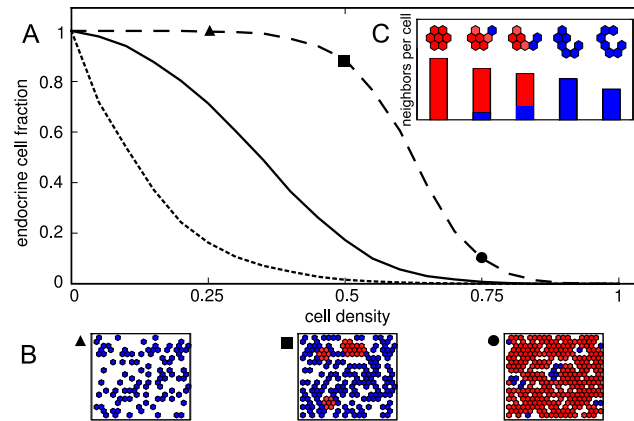 A
C
1
0.8
0.6
0.4
0.2
0
endocrine cell fraction
neighbors per cell
0
0.25
0.5
0.75
1
cell density
B